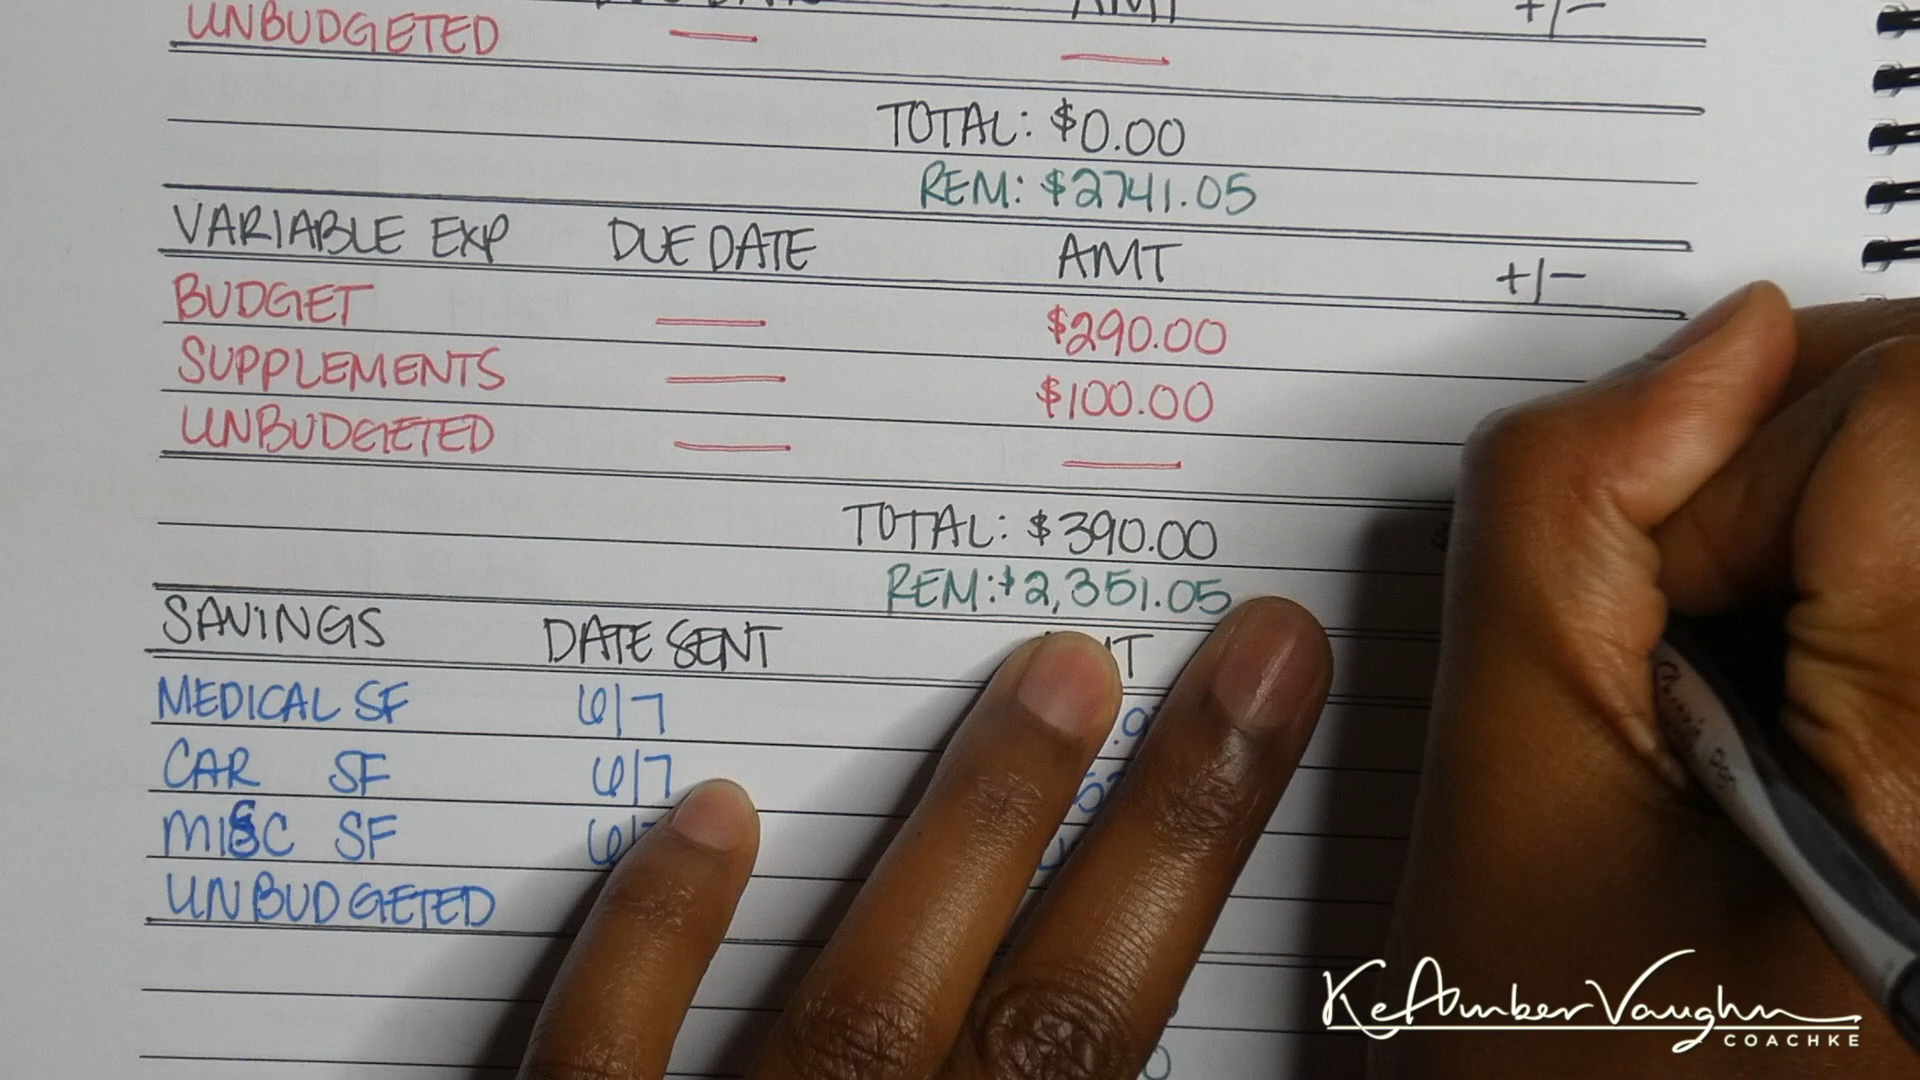 UNBUDGETED — —
+/-
TOTAL: $0.00
REM: $2741.05
VARIABLE EXP DUE DATE AMT +/-
BUDGET — $290.00
SUPPLEMENTS — $100.00
UNBUDGETED — —
TOTAL: $390.00
REM: $2,351.05
SAVINGS DATE SENT
MEDICAL SF 6/7
CAR SF 6/7
MISC SF
UNBUDGETED
KeAmber Vaughn
COACHKE